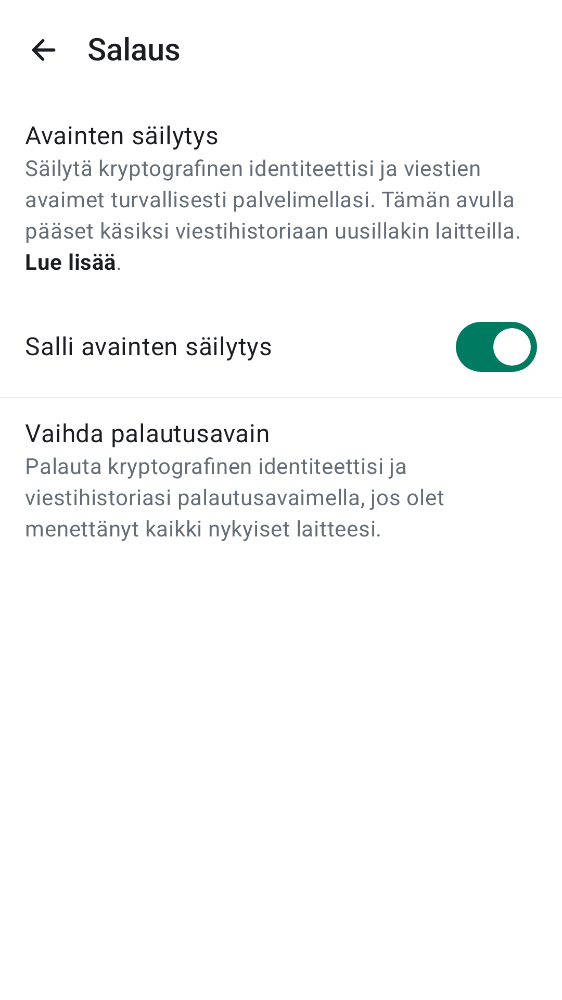 Salaus
Avainten säilytys
Säilytä kryptografinen identiteettisi ja viestien
avaimet turvallisesti palvelimellasi. Tämän avulla
pääset käsiksi viestihistoriaan uusillakin laitteilla.
Lue lisää.
Salli avainten säilytys
Vaihda palautusavain
Palauta kryptografinen identiteettisi ja
viestihistoriasi palautusavaimella, jos olet
menettänyt kaikki nykyiset laitteesi.